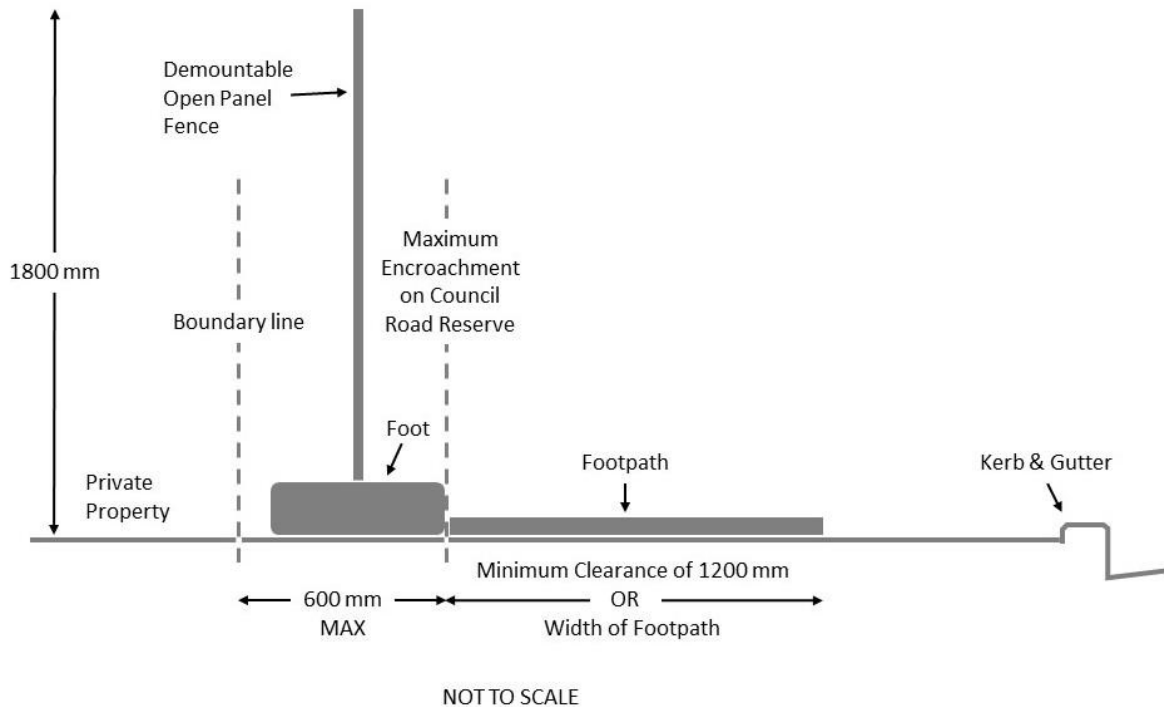 Demountable
Open Panel
Fence
Maximum
Encroachment
on Council
Road Reserve
1800 mm
Boundary line
Foot
Footpath
Kerb & Gutter
Private
Property
Minimum Clearance of 1200 mm
600 mm
OR
MAX
Width of Footpath
NOT TO SCALE